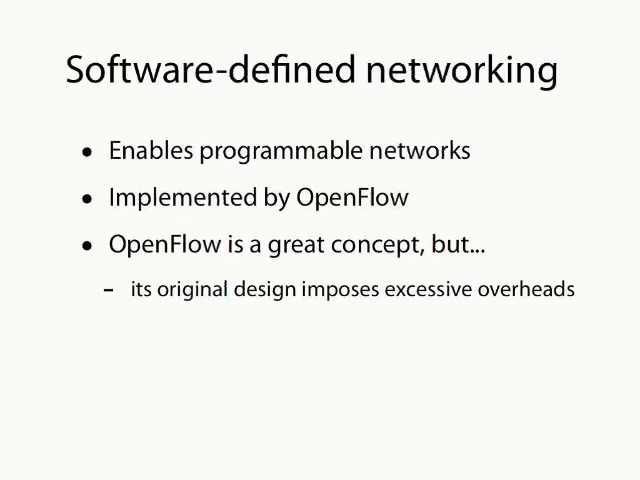 Software-defined networking
• Enables programmable networks
• Implemented by OpenFlow
• OpenFlow is a great concept, but...
– its original design imposes excessive overheads